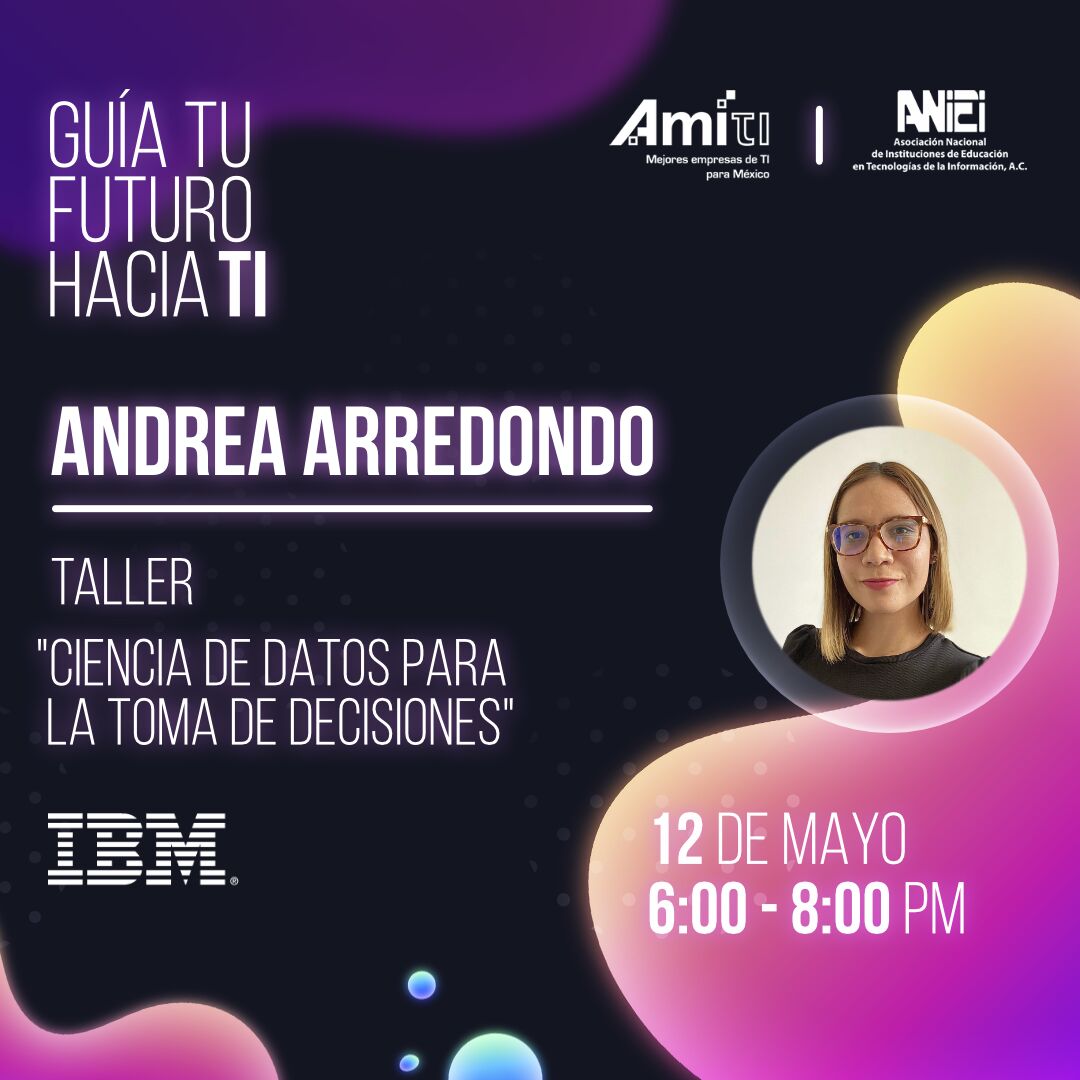 GUÍA TU
FUTURO
HACIA TI
AmiTI
Mejores empresas de TI
para México
ANIEI
Asociación Nacional
de Instituciones de Educación
en Tecnologías de la Información, A.C.
ANDREA ARREDONDO
TALLER
"CIENCIA DE DATOS PARA
LA TOMA DE DECISIONES"
IBM®
12 DE MAYO
6:00 - 8:00 PM